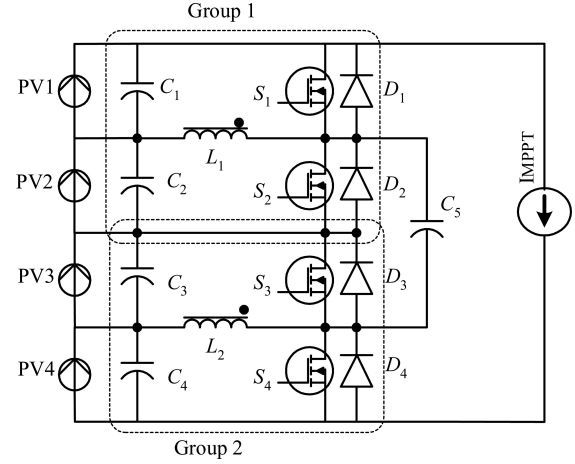 Group 1
PV1
C1
S1
D1
L1
PV2
C2
S2
D2
C5
IMPPT
PV3
C3
S3
D3
L2
PV4
C4
S4
D4
Group 2